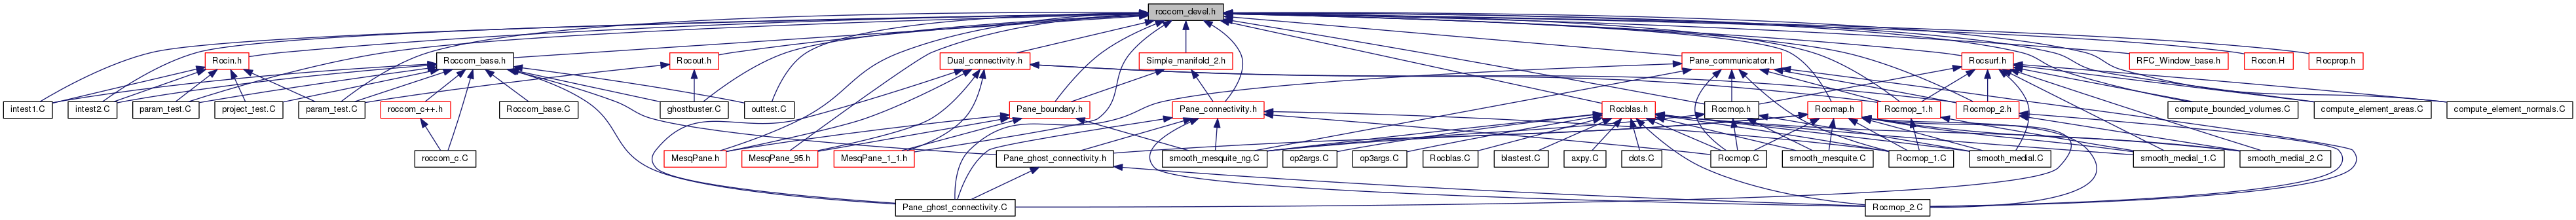 roccom_devel.h
Rocin.h
Roccom_base.h
Rocout.h
Dual_connectivity.h
Simple_manifold_2.h
Pane_communicator.h
Rocsurf.h
RFC_Window_base.h
Rocon.H
Rocprop.h
intest1.C
intest2.C
param_test.C
project_test.C
param_test.C
roccom_c++.h
Roccom_base.C
ghostbuster.C
outtest.C
Pane_boundary.h
Pane_connectivity.h
Rocblas.h
Rocmop.h
Rocmap.h
Rocmop_1.h
Rocmop_2.h
compute_bounded_volumes.C
compute_element_areas.C
compute_element_normals.C
roccom_c.C
MesqPane.h
MesqPane_95.h
MesqPane_1_1.h
Pane_ghost_connectivity.h
smooth_mesquite_ng.C
op2args.C
op3args.C
Rocblas.C
blastest.C
axpy.C
dots.C
Rocmop.C
smooth_mesquite.C
Rocmop_1.C
smooth_medial.C
smooth_medial_1.C
smooth_medial_2.C
Pane_ghost_connectivity.C
Rocmop_2.C